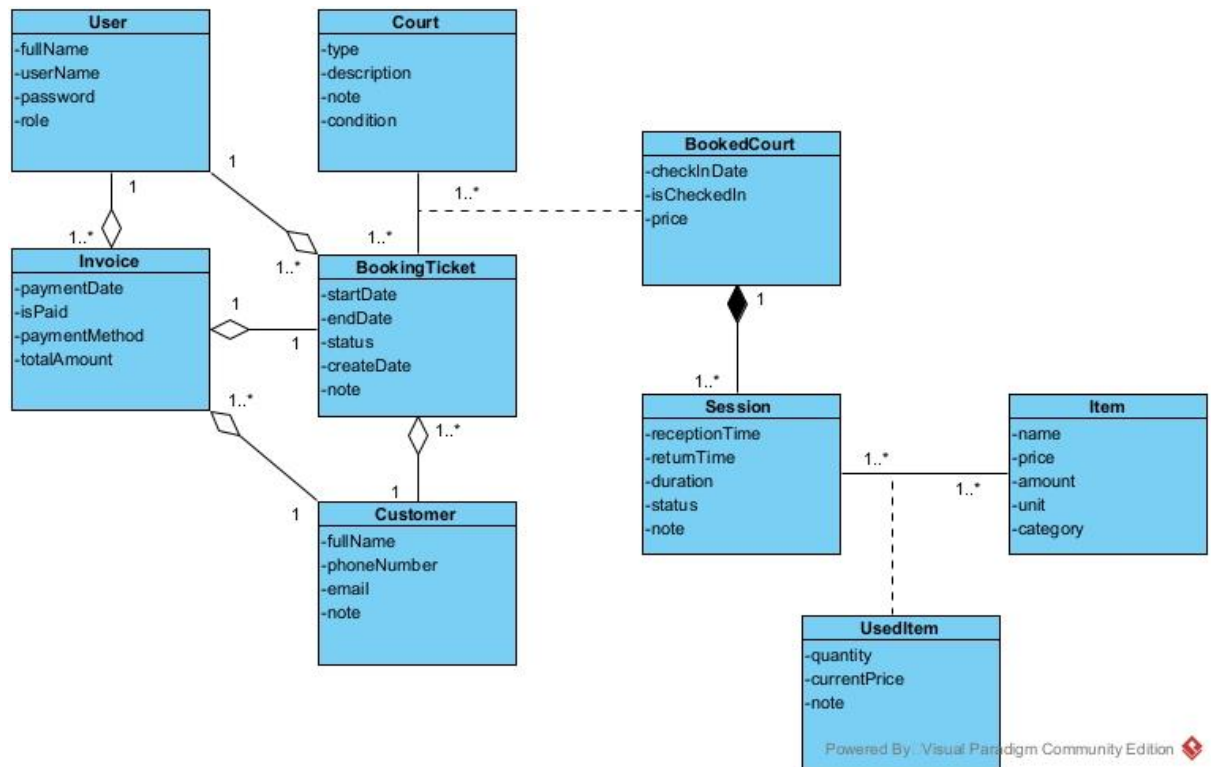 User
-fullName
-userName
-password
-role
Court
-type
-description
-note
-condition
BookedCourt
-checkInDate
-isCheckedIn
-price
1
1
1..*
1..*
1..*
1..*
Invoice
-paymentDate
-isPaid
-paymentMethod
-totalAmount
BookingTicket
-startDate
-endDate
-status
-createDate
-note
1
1
1
1..*
1..*
1..*
1
1
Session
-receptionTime
-returnTime
-duration
-status
-note
Item
-name
-price
-amount
-unit
-category
1..*
1..*
Customer
-fullName
-phoneNumber
-email
-note
UsedItem
-quantity
-currentPrice
-note
Powered By Visual Paradigm Community Edition